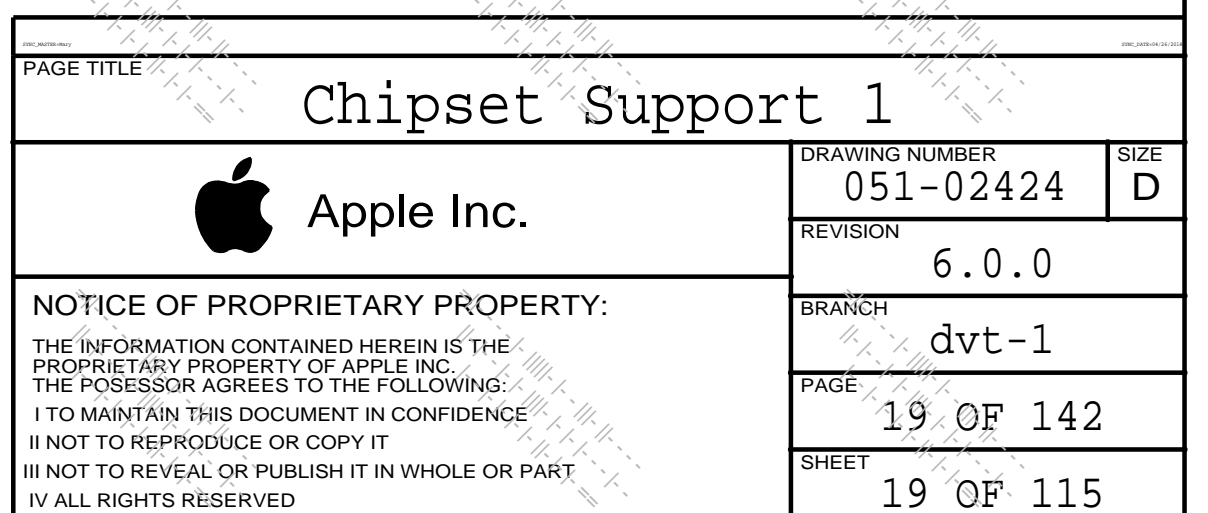 SYNC_MASTER=Mary
SYNC_DATE=04/26/2016
PAGE TITLE
Chipset Support 1
Apple Inc.
DRAWING NUMBER
051-02424
SIZE
D
REVISION
6.0.0
NOTICE OF PROPRIETARY PROPERTY:
THE INFORMATION CONTAINED HEREIN IS THE
PROPRIETARY PROPERTY OF APPLE INC.
THE POSESSOR AGREES TO THE FOLLOWING:
I TO MAINTAIN THIS DOCUMENT IN CONFIDENCE
II NOT TO REPRODUCE OR COPY IT
III NOT TO REVEAL OR PUBLISH IT IN WHOLE OR PART
IV ALL RIGHTS RESERVED
BRANCH
dvt-1
PAGE
19 OF 142
SHEET
19 OF 115